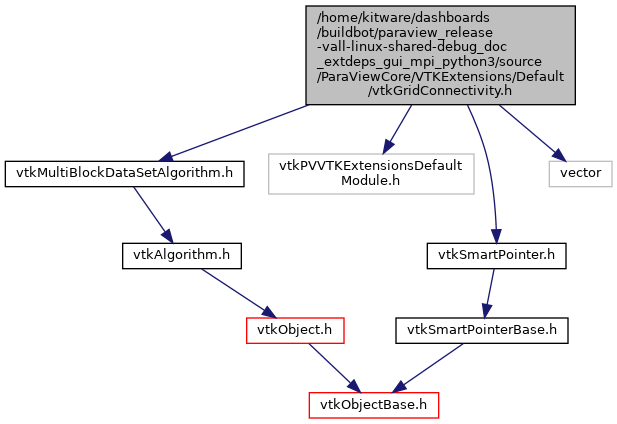 /home/kitware/dashboards
/buildbot/paraview_release
-vall-linux-shared-debug_doc
_extdeps_gui_mpi_python3/source
/ParaViewCore/VTKExtensions/Default
/vtkGridConnectivity.h
vtkMultiBlockDataSetAlgorithm.h
vtkPVVTKExtensionsDefault
Module.h
vector
vtkAlgorithm.h
vtkSmartPointer.h
vtkObject.h
vtkSmartPointerBase.h
vtkObjectBase.h